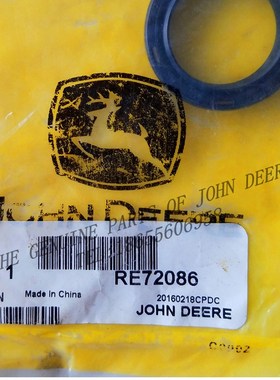 JOHN DEERE
THE GENUINE PARTS OF JOHN DEERE
1
RE72086
N
Made in China
20160218CPDC
JOHN DEERE